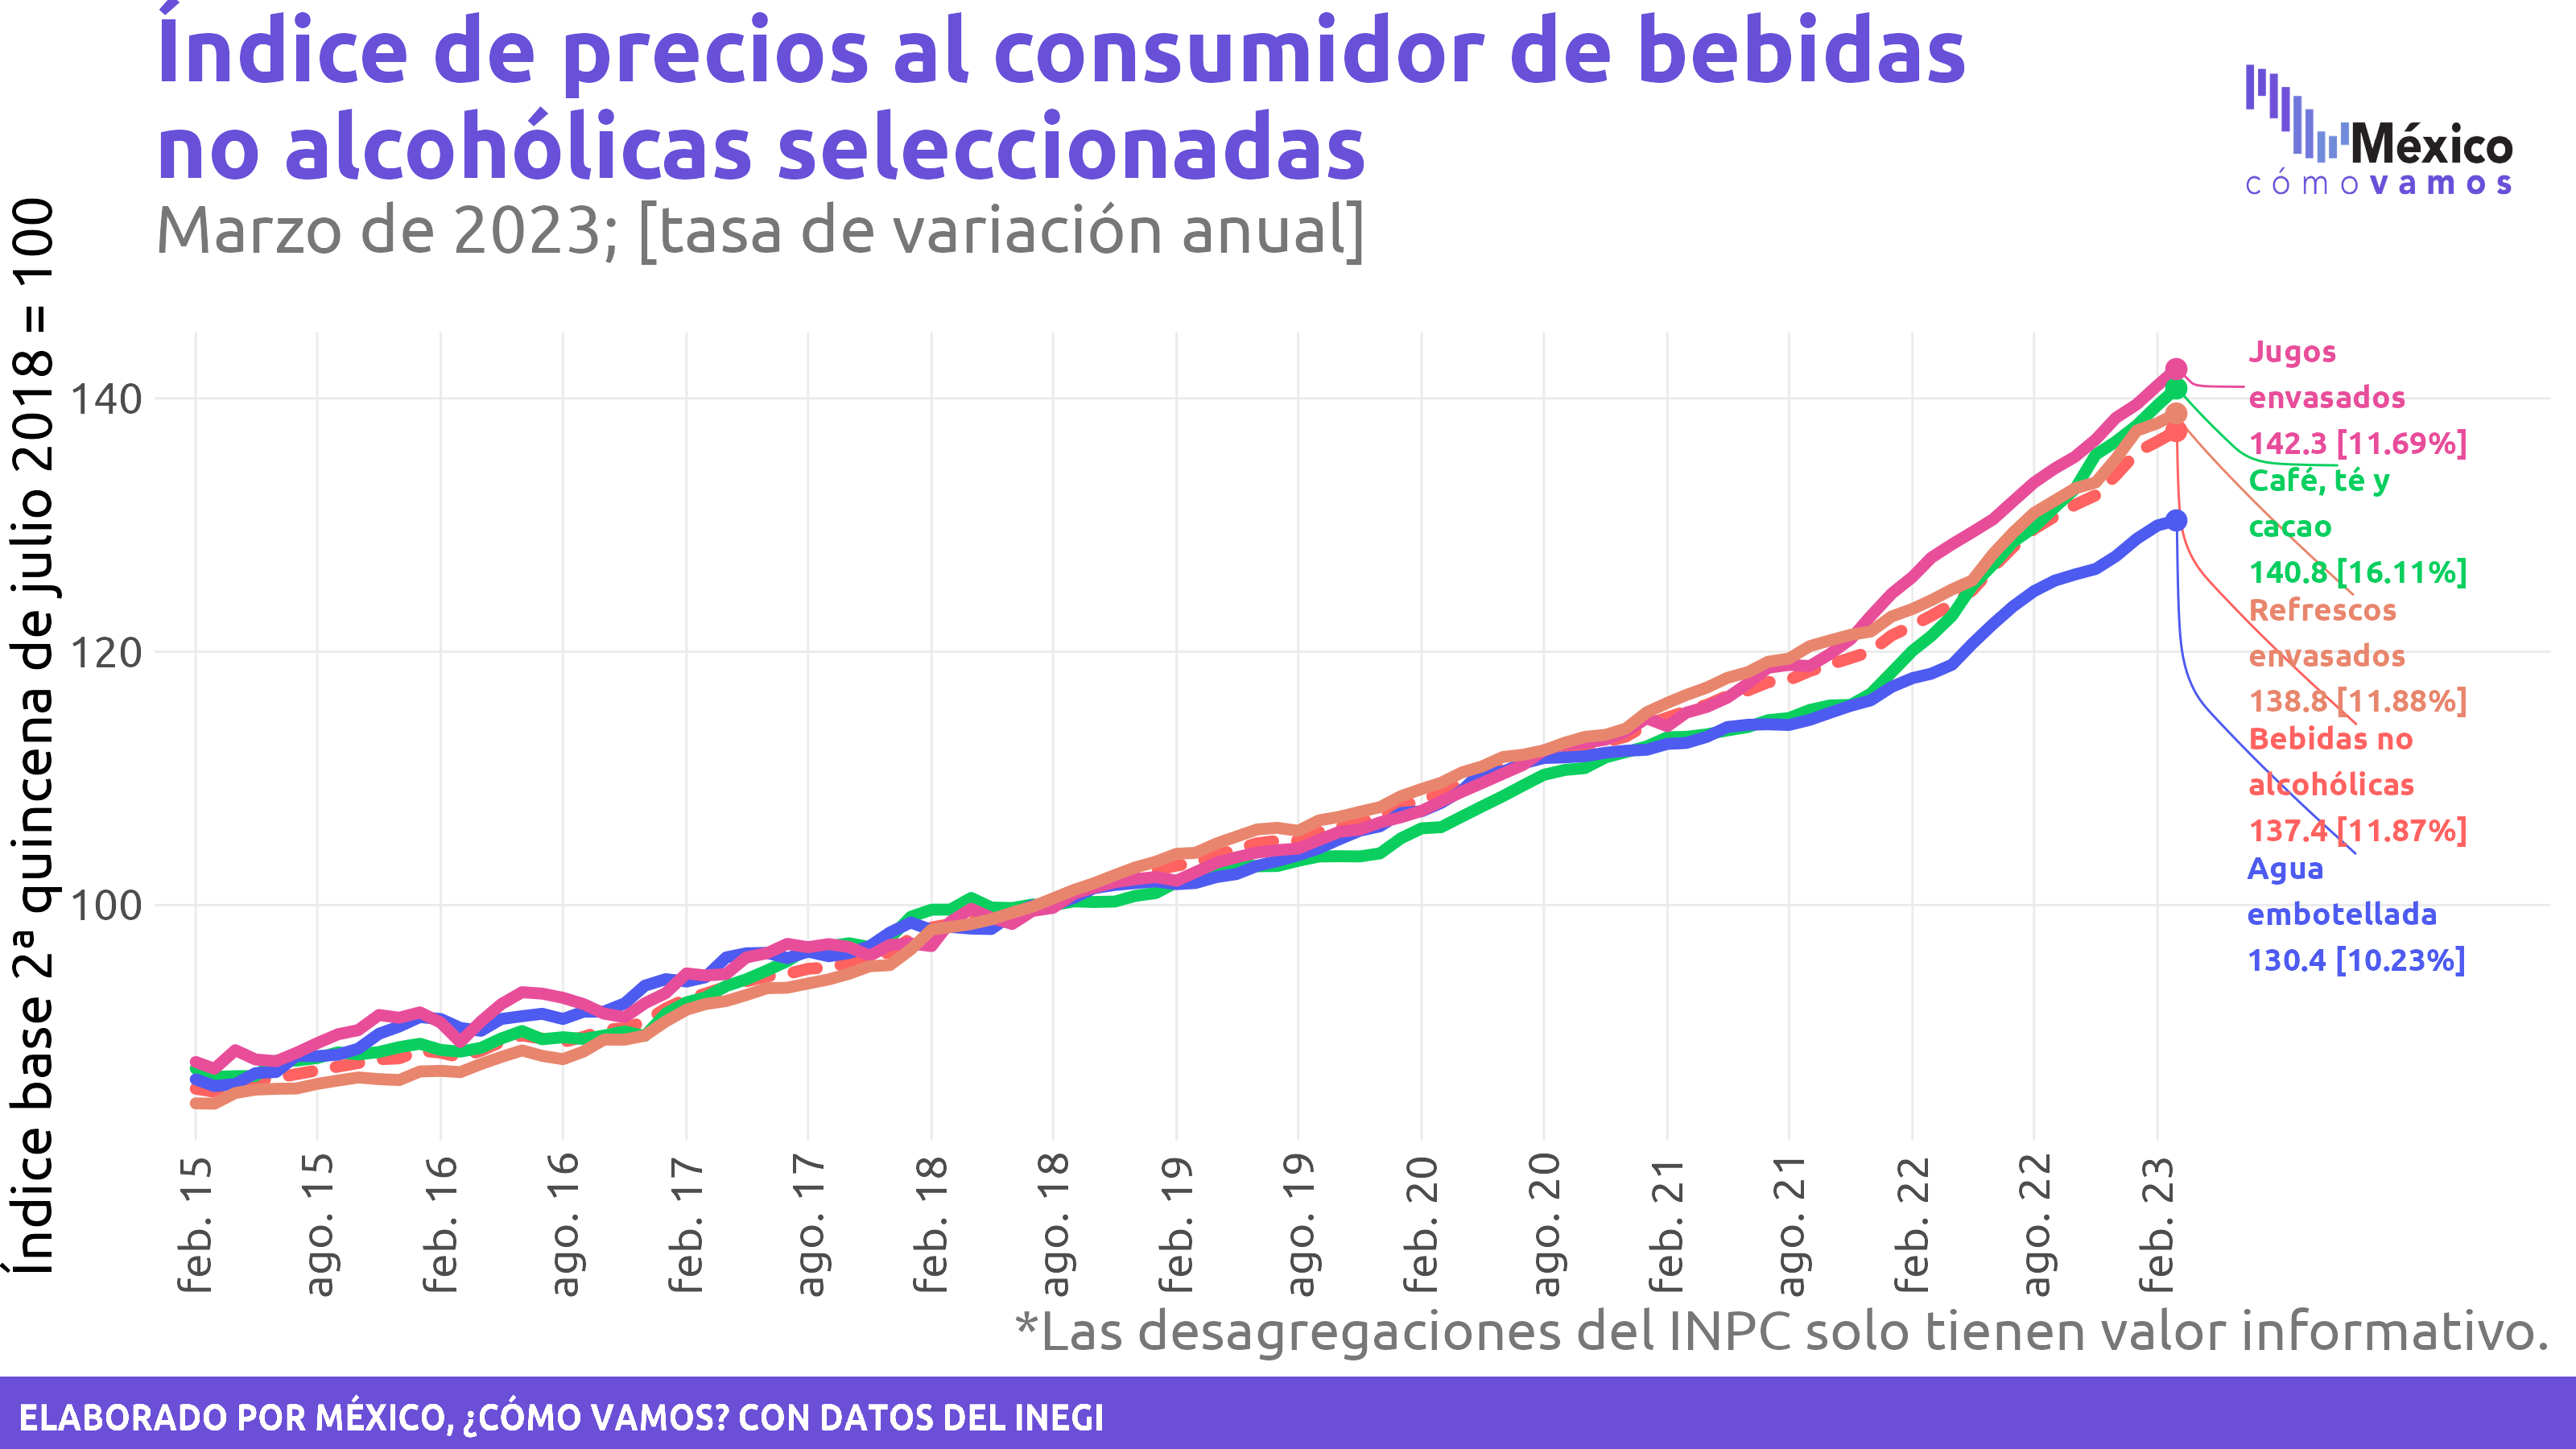 Índice de precios al consumidor de bebidas
no alcohólicas seleccionadas
Marzo de 2023; [tasa de variación anual]
México
cómo vamos
Índice base 2ª quincena de julio 2018 = 100
140
120
100
Jugos
envasados
142.3 [11.69%]
Café, té y
cacao
140.8 [16.11%]
Refrescos
envasados
138.8 [11.88%]
Bebidas no
alcohólicas
137.4 [11.87%]
Agua
embotellada
130.4 [10.23%]
feb. 15
ago. 15
feb. 16
ago. 16
feb. 17
ago. 17
feb. 18
ago. 18
feb. 19
ago. 19
feb. 20
ago. 20
feb. 21
ago. 21
feb. 22
ago. 22
feb. 23
*Las desagregaciones del INPC solo tienen valor informativo.
ELABORADO POR MÉXICO, ¿CÓMO VAMOS? CON DATOS DEL INEGI